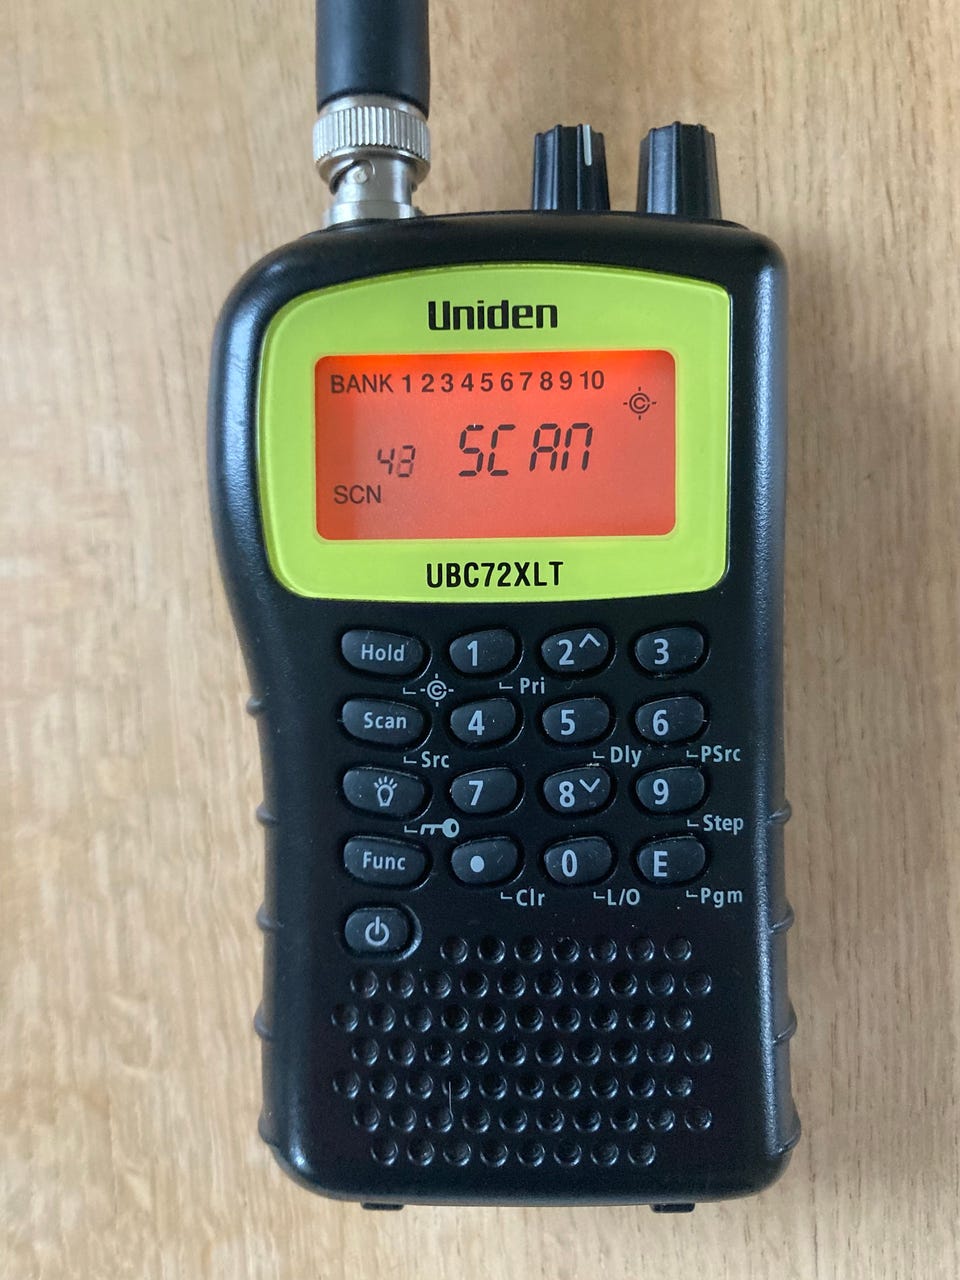 Uniden
BANK 1 2 3 4 5 6 7 8 9 10
C
43 SCAN
SCN
UBC72XLT
Hold 1 2 3
C Pri
Scan 4 5 6
Src Dly PSrc
7 8 9
Step
Func • 0 E
Clr L/O Pgm